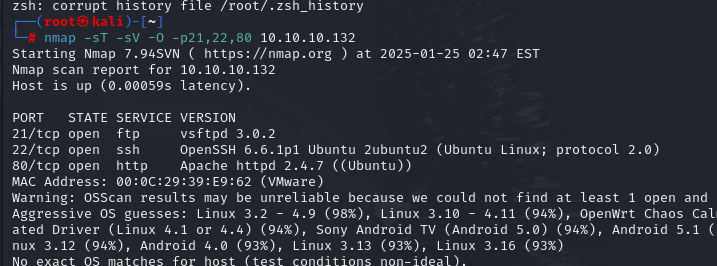 zsh: corrupt history file /root/.zsh_history
┌──(root㉿kali)-[~]
└─# nmap -sT -sV -O -p21,22,80 10.10.10.132
Starting Nmap 7.94SVN ( https://nmap.org ) at 2025-01-25 02:47 EST
Nmap scan report for 10.10.10.132
Host is up (0.00059s latency).
PORT   STATE SERVICE VERSION
21/tcp open  ftp     vsftpd 3.0.2
22/tcp open  ssh     OpenSSH 6.6.1p1 Ubuntu 2ubuntu2 (Ubuntu Linux; protocol 2.0)
80/tcp open  http    Apache httpd 2.4.7 ((Ubuntu))
MAC Address: 00:0C:29:39:E9:62 (VMware)
Warning: OSScan results may be unreliable because we could not find at least 1 open and
Aggressive OS guesses: Linux 3.2 - 4.9 (98%), Linux 3.10 - 4.11 (94%), OpenWrt Chaos Cal
ated Driver (Linux 4.1 or 4.4) (94%), Sony Android TV (Android 5.0) (94%), Android 5.1 (
nux 3.12 (94%), Android 4.0 (93%), Linux 3.13 (93%), Linux 3.16 (93%)
No exact OS matches for host (test conditions non-ideal).